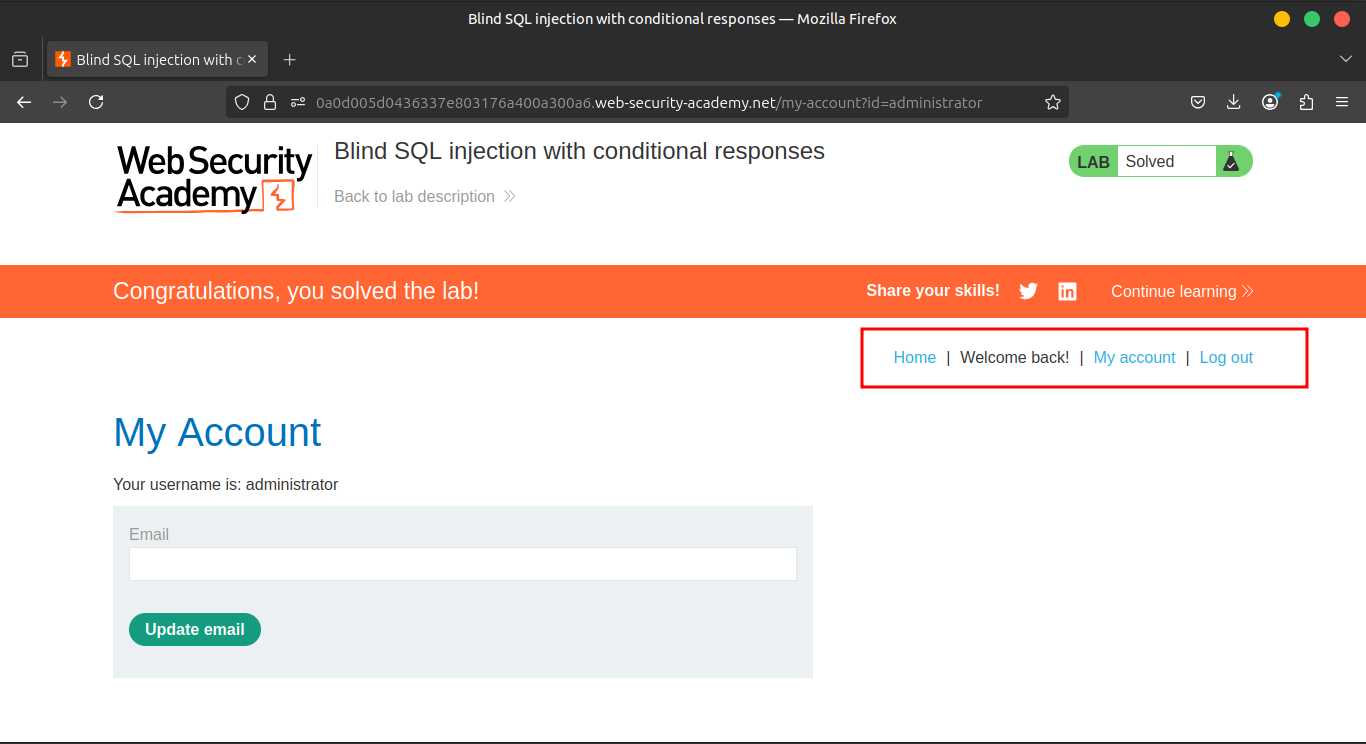 Blind SQL injection with conditional responses — Mozilla Firefox
Blind SQL injection with c
0a0d005d0436337e803176a400a300a6.web-security-academy.net/my-account?id=administrator
Web Security
Academy
Blind SQL injection with conditional responses
Back to lab description
LAB Solved
Congratulations, you solved the lab!
Share your skills!
in
Continue learning
Home | Welcome back! | My account | Log out
My Account
Your username is: administrator
Email
Update email